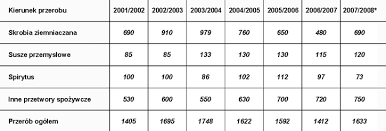 Kierunek przerobu 2001/2002 2002/2003 2003/2004 2004/2005 2005/2006 2006/2007 2007/2008*
Skrobia ziemniaczana 690 910 979 760 650 480 690
Susze przemysłowe 85 85 133 130 130 115 120
Spirytus 100 100 86 102 112 97 73
Inne przetwory spożywcze 530 600 550 630 700 720 750
Przerób ogółem 1405 1695 1748 1622 1592 1412 1633